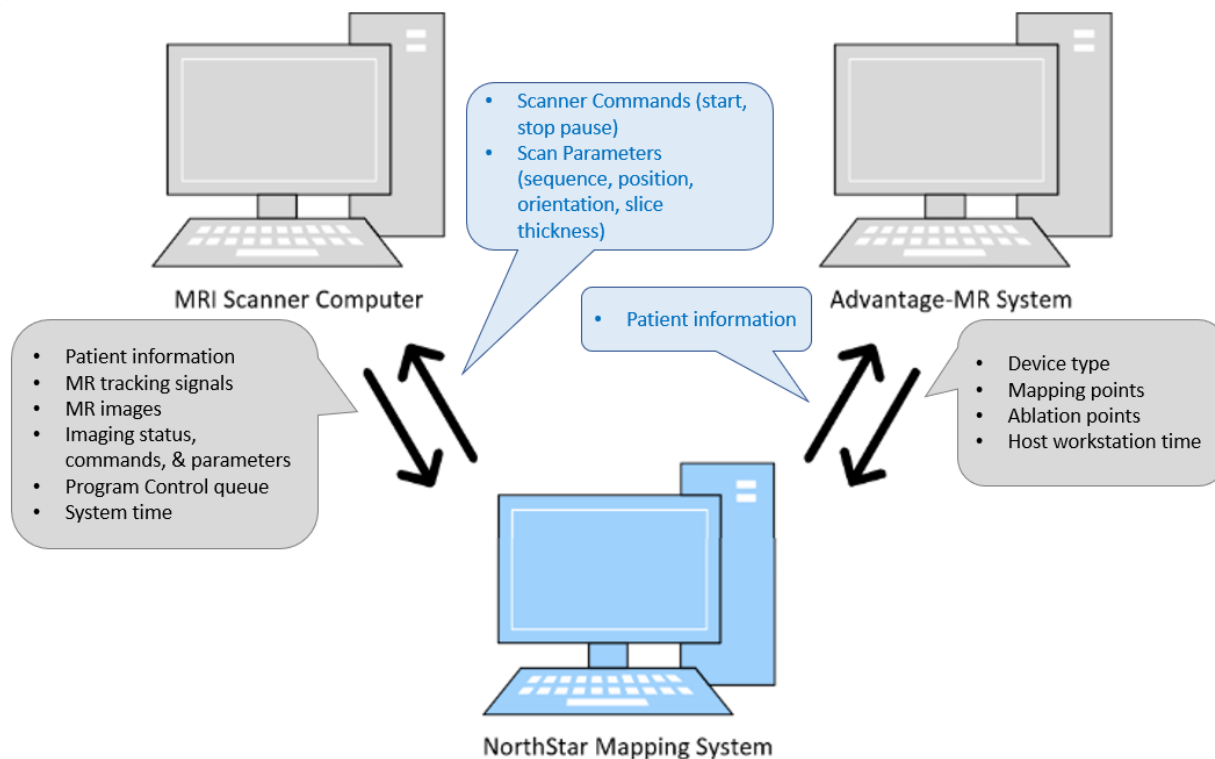 • Scanner Commands (start,
stop pause)
• Scan Parameters
(sequence, position,
orientation, slice
thickness)
MRI Scanner Computer
Advantage-MR System
• Patient information
• Patient information
• MR tracking signals
• MR images
• Imaging status,
commands, & parameters
• Program Control queue
• System time
• Device type
• Mapping points
• Ablation points
• Host workstation time
NorthStar Mapping System